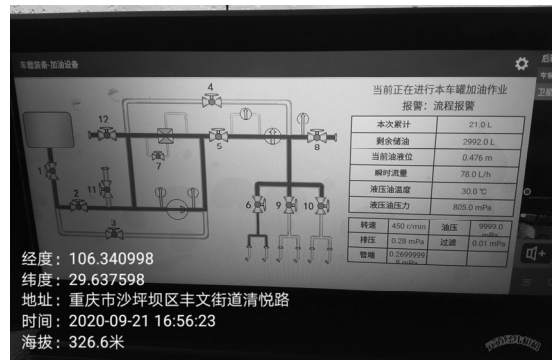 车载装备-加油设备
后
当前正在进行本车罐加油作业
报警：流程报警
本次累计 21.0 L
剩余储油 2992.0 L
当前油液位 0.476 m
瞬时流量 78.0 L/h
液压油温度 30.0 ℃
液压油压力 805.0 mPa
转速 450 r/min 油压 9999.0 mPa
排压 0.28 mPa 过滤 0.01 mPa
管端 0.2699999
4
12
5
8
7
1
11
2
6
9
10
3
经度：106.340998
纬度：29.637598
地址：重庆市沙坪坝区丰文街道清悦路
时间：2020-09-21 16:56:23
海拔：326.6米